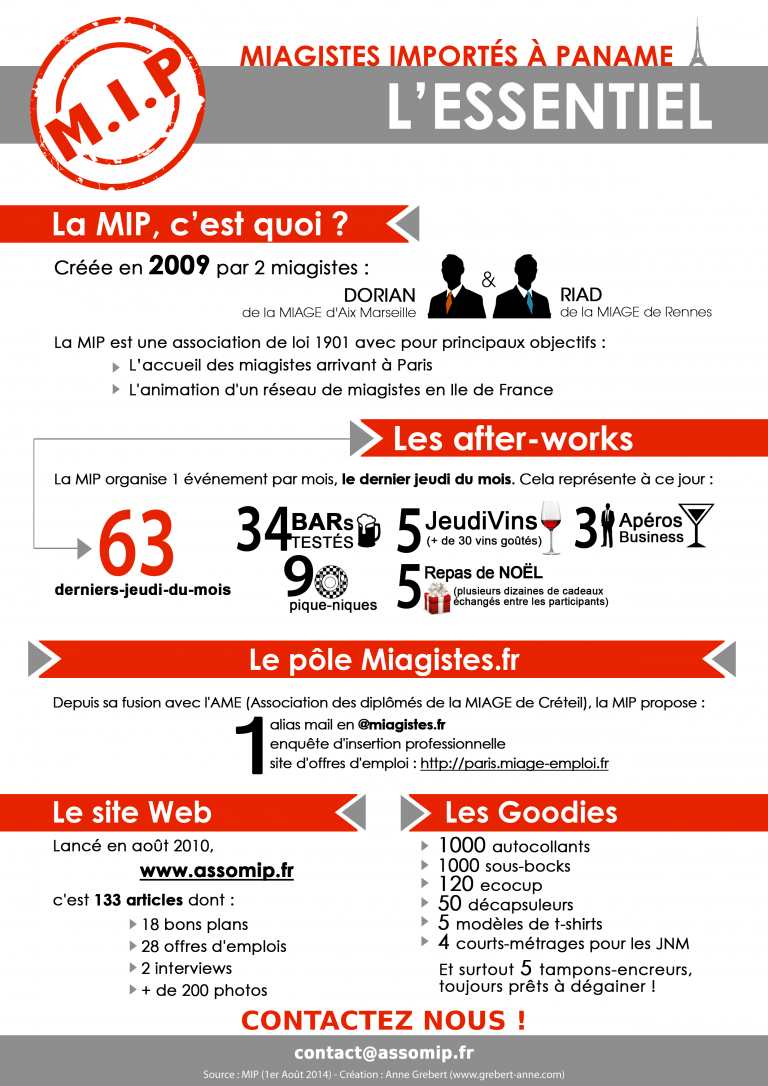 M.I.P
MIAGISTES IMPORTÉS À PANAME
L'ESSENTIEL
La MIP, c'est quoi ?
Créée en 2009 par 2 miagistes :
DORIAN
de la MIAGE d'Aix Marseille
&
RIAD
de la MIAGE de Rennes
La MIP est une association de loi 1901 avec pour principaux objectifs :
L'accueil des miagistes arrivant à Paris
L'animation d'un réseau de miagistes en Ile de France
Les after-works
La MIP organise 1 événement par mois, le dernier jeudi du mois. Cela représente à ce jour :
63
derniers-jeudi-du-mois
34 BARs
TESTÉS
5 JeudiVins
(+ de 30 vins goûtés)
3 Apéros
Business
9
pique-niques
5 Repas de NOËL
(plusieurs dizaines de cadeaux
échangés entre les participants)
Le pôle Miagistes.fr
Depuis sa fusion avec l'AME (Association des diplômés de la MIAGE de Créteil), la MIP propose :
1 alias mail en @miagistes.fr
enquête d'insertion professionnelle
site d'offres d'emploi : http://paris.miage-emploi.fr
Le site Web
Lancé en août 2010,
www.assomip.fr
c'est 133 articles dont :
18 bons plans
28 offres d'emplois
2 interviews
+ de 200 photos
Les Goodies
1000 autocollants
1000 sous-bocks
120 ecocup
50 décapsuleurs
5 modèles de t-shirts
4 courts-métrages pour les JNM
Et surtout 5 tampons-encreurs,
toujours prêts à dégainer !
CONTACTEZ NOUS !
contact@assomip.fr
Source : MIP (1er Août 2014) - Création : Anne Grebert (www.grebert-anne.com)